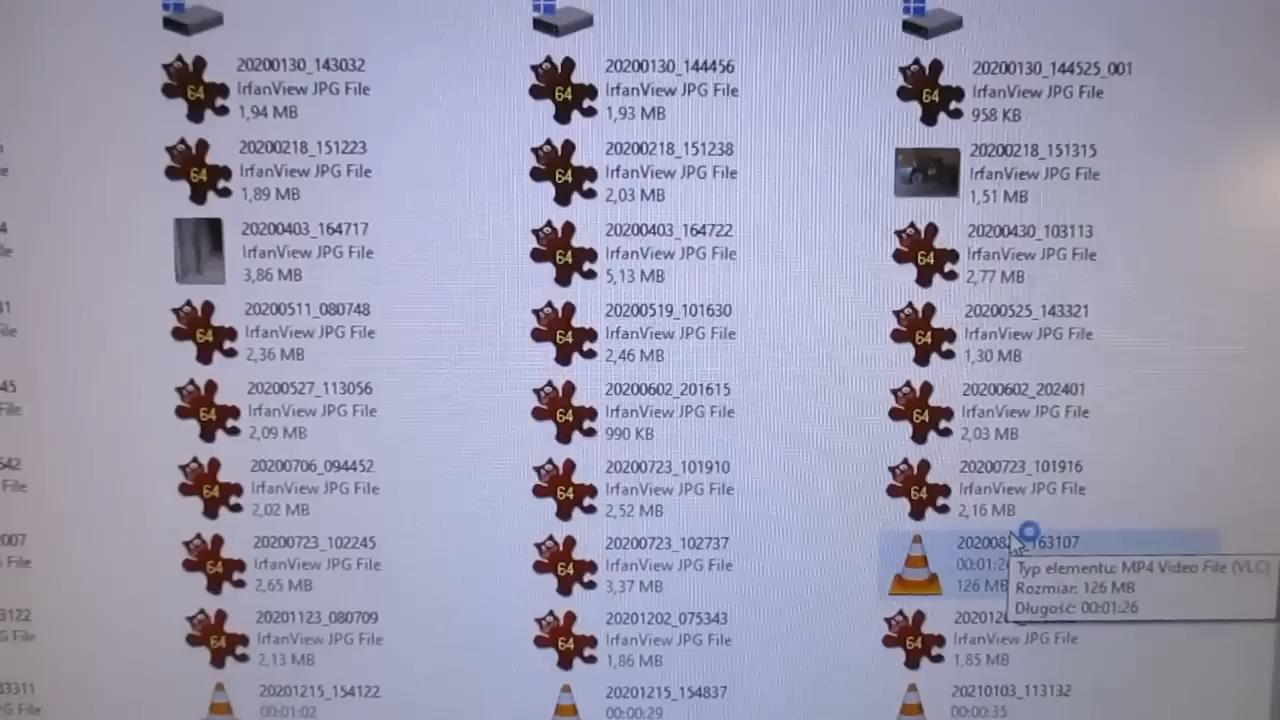 20200130_143032
IrfanView JPG File
1,94 MB
20200130_144456
IrfanView JPG File
1,93 MB
20200130_144525_001
IrfanView JPG File
958 KB
20200218_151223
IrfanView JPG File
1,89 MB
20200218_151238
IrfanView JPG File
2,03 MB
20200218_151315
IrfanView JPG File
1,51 MB
20200403_164717
IrfanView JPG File
3,86 MB
20200403_164722
IrfanView JPG File
5,13 MB
20200430_103113
IrfanView JPG File
2,77 MB
20200511_080748
IrfanView JPG File
2,36 MB
20200519_101630
IrfanView JPG File
2,46 MB
20200525_143321
IrfanView JPG File
1,30 MB
20200527_113056
IrfanView JPG File
2,09 MB
20200602_201615
IrfanView JPG File
990 KB
20200602_202401
IrfanView JPG File
2,03 MB
20200706_094452
IrfanView JPG File
2,02 MB
20200723_101910
IrfanView JPG File
2,52 MB
20200723_101916
IrfanView JPG File
2,16 MB
20200723_102245
IrfanView JPG File
2,65 MB
20200723_102737
IrfanView JPG File
3,37 MB
163107
126 MB
Typ elementu: MP4 Video File (VLC)
Rozmiar: 126 MB
Długość: 00:01:26
20201123_080709
IrfanView JPG File
2,13 MB
20201202_075343
IrfanView JPG File
1,86 MB
IrfanView JPG File
1,85 MB
20201215_154122
00:01:02
20201215_154837
00:00:29
20210103_113132
00:00:35